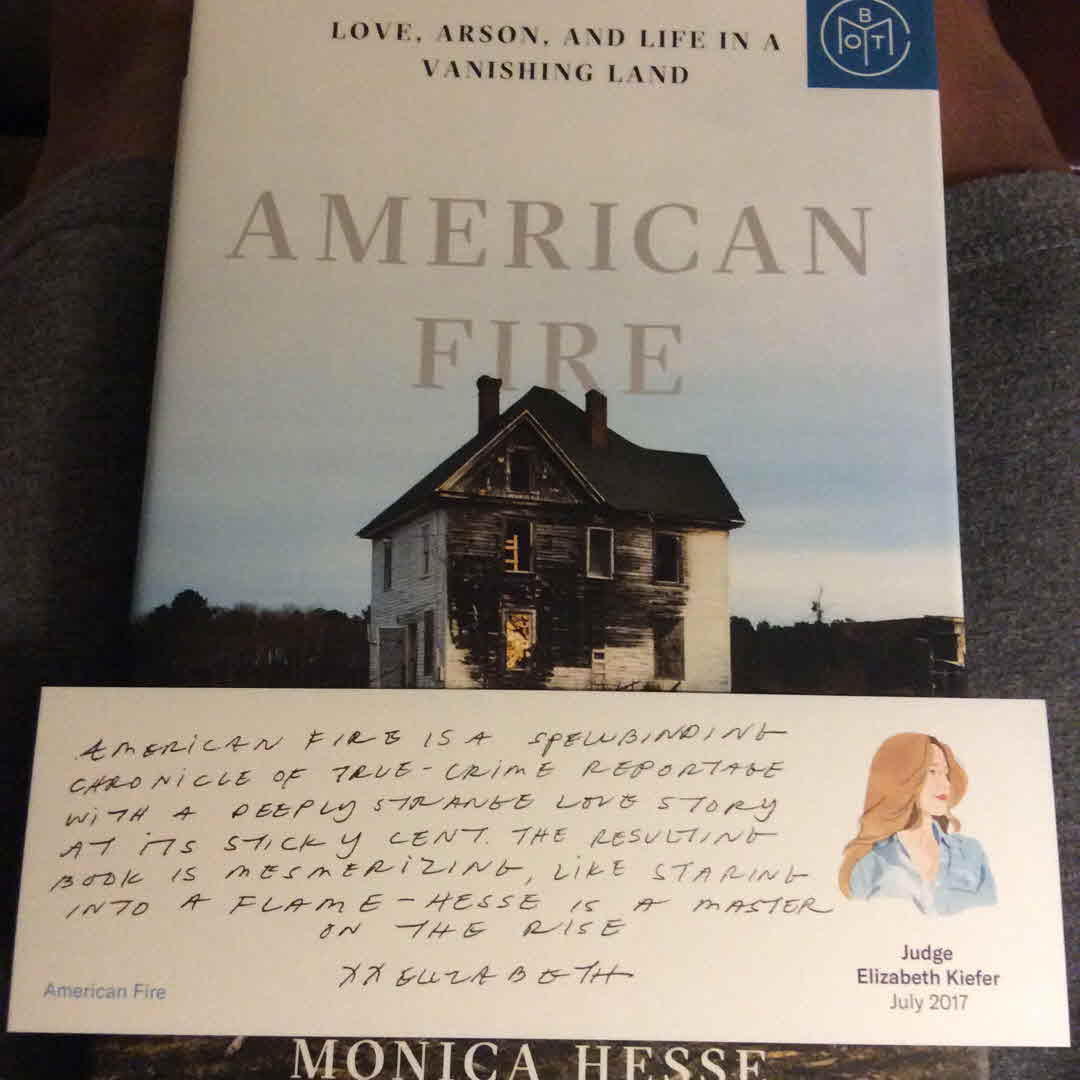 LOVE, ARSON, AND LIFE IN A
VANISHING LAND
BOTM
AMERICAN
FIRE
AMERICAN FIRE IS A SPELLBINDING
CHRONICLE OF TRUE-CRIME REPORTAGE
WITH A DEEPLY STRANGE LOVE STORY
AT ITS STICKY CENT. THE RESULTING
BOOK IS MESMERIZING, LIKE STARING
INTO A FLAME - HESSE IS A MASTER
ON THE RISE
XX ELIZABETH
American Fire
Judge
Elizabeth Kiefer
July 2017
MONICA HESSE